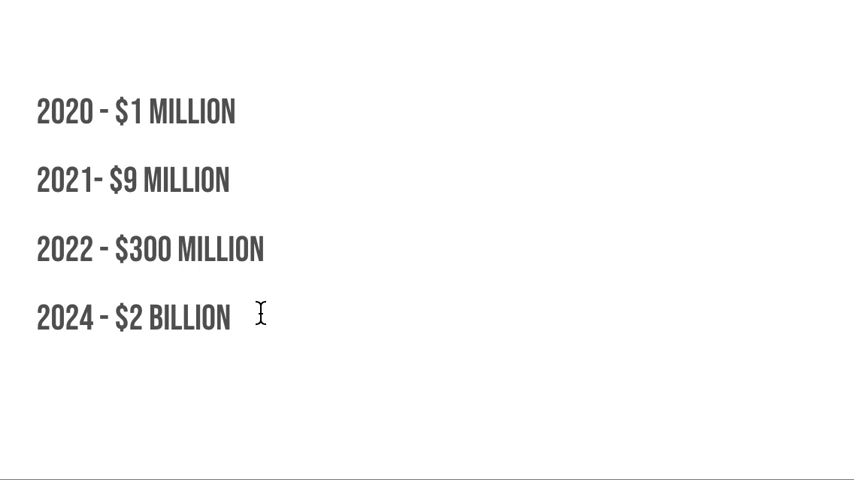 2020 - $1 MILLION
2021- $9 MILLION
2022 - $300 MILLION
2024 - $2 BILLION